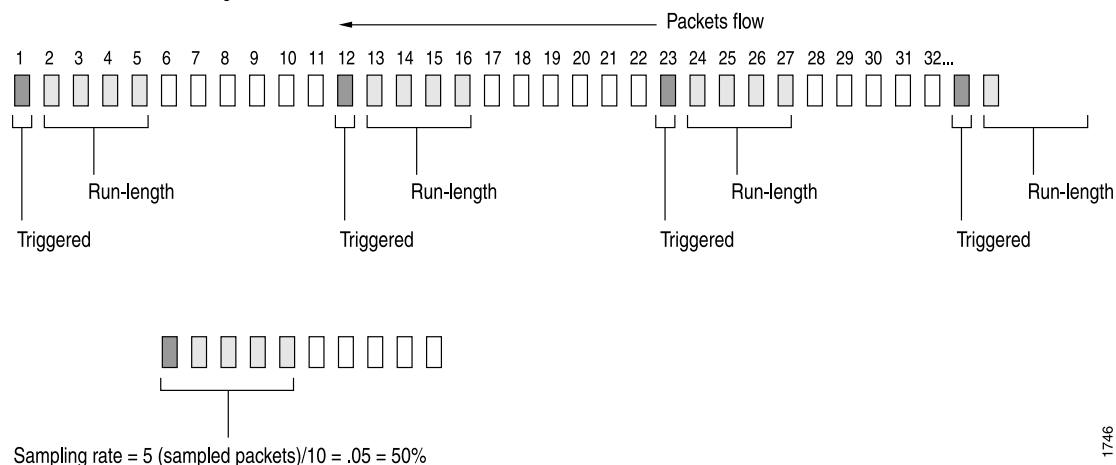 Packets flow
1 2 3 4 5 6 7 8 9 10 11 12 13 14 15 16 17 18 19 20 21 22 23 24 25 26 27 28 29 30 31 32...
Run-length Run-length Run-length Run-length
Triggered Triggered Triggered Triggered
Sampling rate = 5 (sampled packets)/10 = .05 = 50%
1746